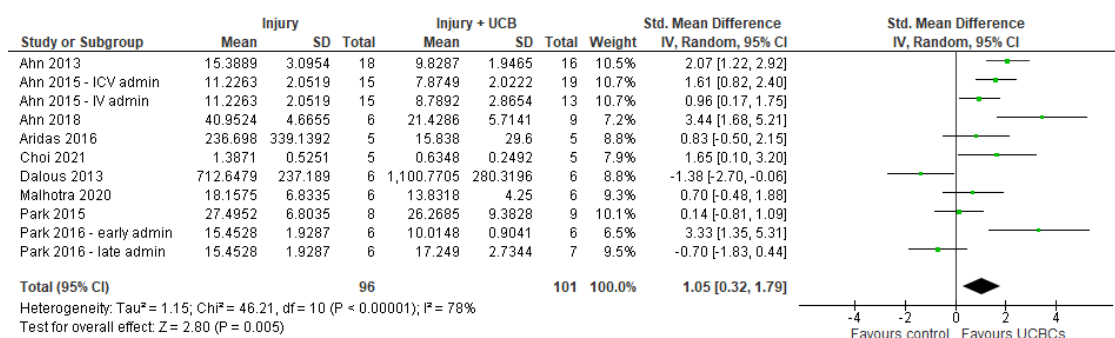 Injury Injury + UCB Std. Mean Difference Std. Mean Difference
Study or Subgroup Mean SD Total Mean SD Total Weight IV, Random, 95% CI IV, Random, 95% CI
Ahn 2013 15.3889 3.0954 18 9.8287 1.9465 16 10.5% 2.07 [1.22, 2.92]
Ahn 2015 - ICV admin 11.2263 2.0519 15 7.8749 2.0222 19 10.7% 1.61 [0.82, 2.40]
Ahn 2015 - IV admin 11.2263 2.0519 15 8.7892 2.8654 13 10.7% 0.96 [0.17, 1.75]
Ahn 2018 40.9524 4.6655 6 21.4286 5.7141 9 7.2% 3.44 [1.68, 5.21]
Aridas 2016 236.698 339.1392 5 15.838 29.6 5 8.8% 0.83 [-0.50, 2.15]
Choi 2021 1.3871 0.5251 5 0.6348 0.2492 5 7.9% 1.65 [0.10, 3.20]
Dalous 2013 712.6479 237.189 6 1,100.7705 280.3196 6 8.8% -1.38 [-2.70, -0.06]
Malhotra 2020 18.1575 6.8335 6 13.8318 4.25 6 9.3% 0.70 [-0.48, 1.88]
Park 2015 27.4952 6.8035 8 26.2685 9.3828 9 10.2% 0.14 [-0.81, 1.09]
Park 2016 - early admin 15.4528 1.9287 6 10.0148 0.9041 6 6.6% 3.33 [1.35, 5.31]
Park 2016 - late admin 15.4528 1.9287 6 17.249 2.7344 7 9.4% -0.70 [-1.83, 0.44]
Total (95% CI) 96 101 100.0% 1.05 [0.32, 1.79]
Heterogeneity: Tau² = 1.15; Chi² = 46.21, df = 10 (P < 0.00001); I² = 78%
Test for overall effect: Z = 2.80 (P = 0.005)
-4 -2 0 2 4
Favours control Favours UCBCs